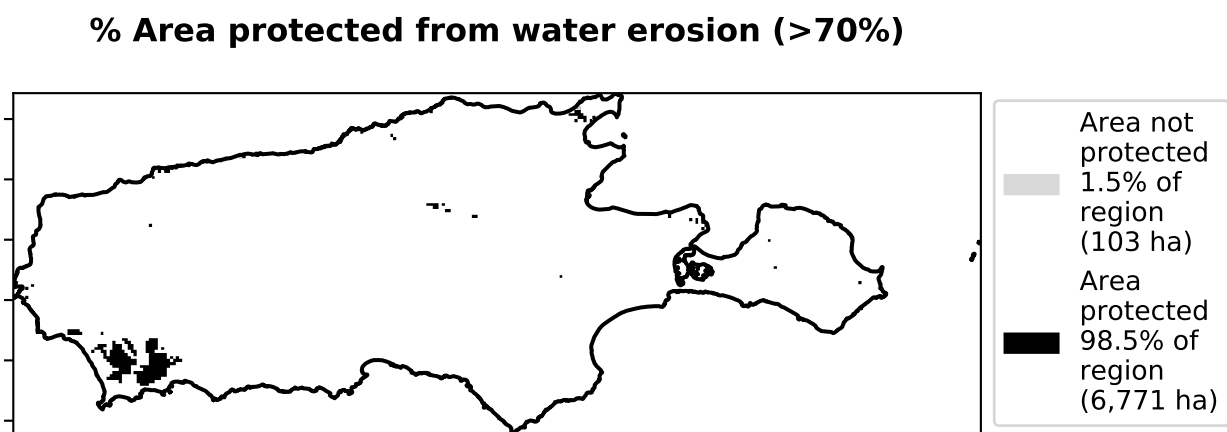 % Area protected from water erosion (>70%)
Area not
protected
1.5% of
region
(103 ha)
Area
protected
98.5% of
region
(6,771 ha)